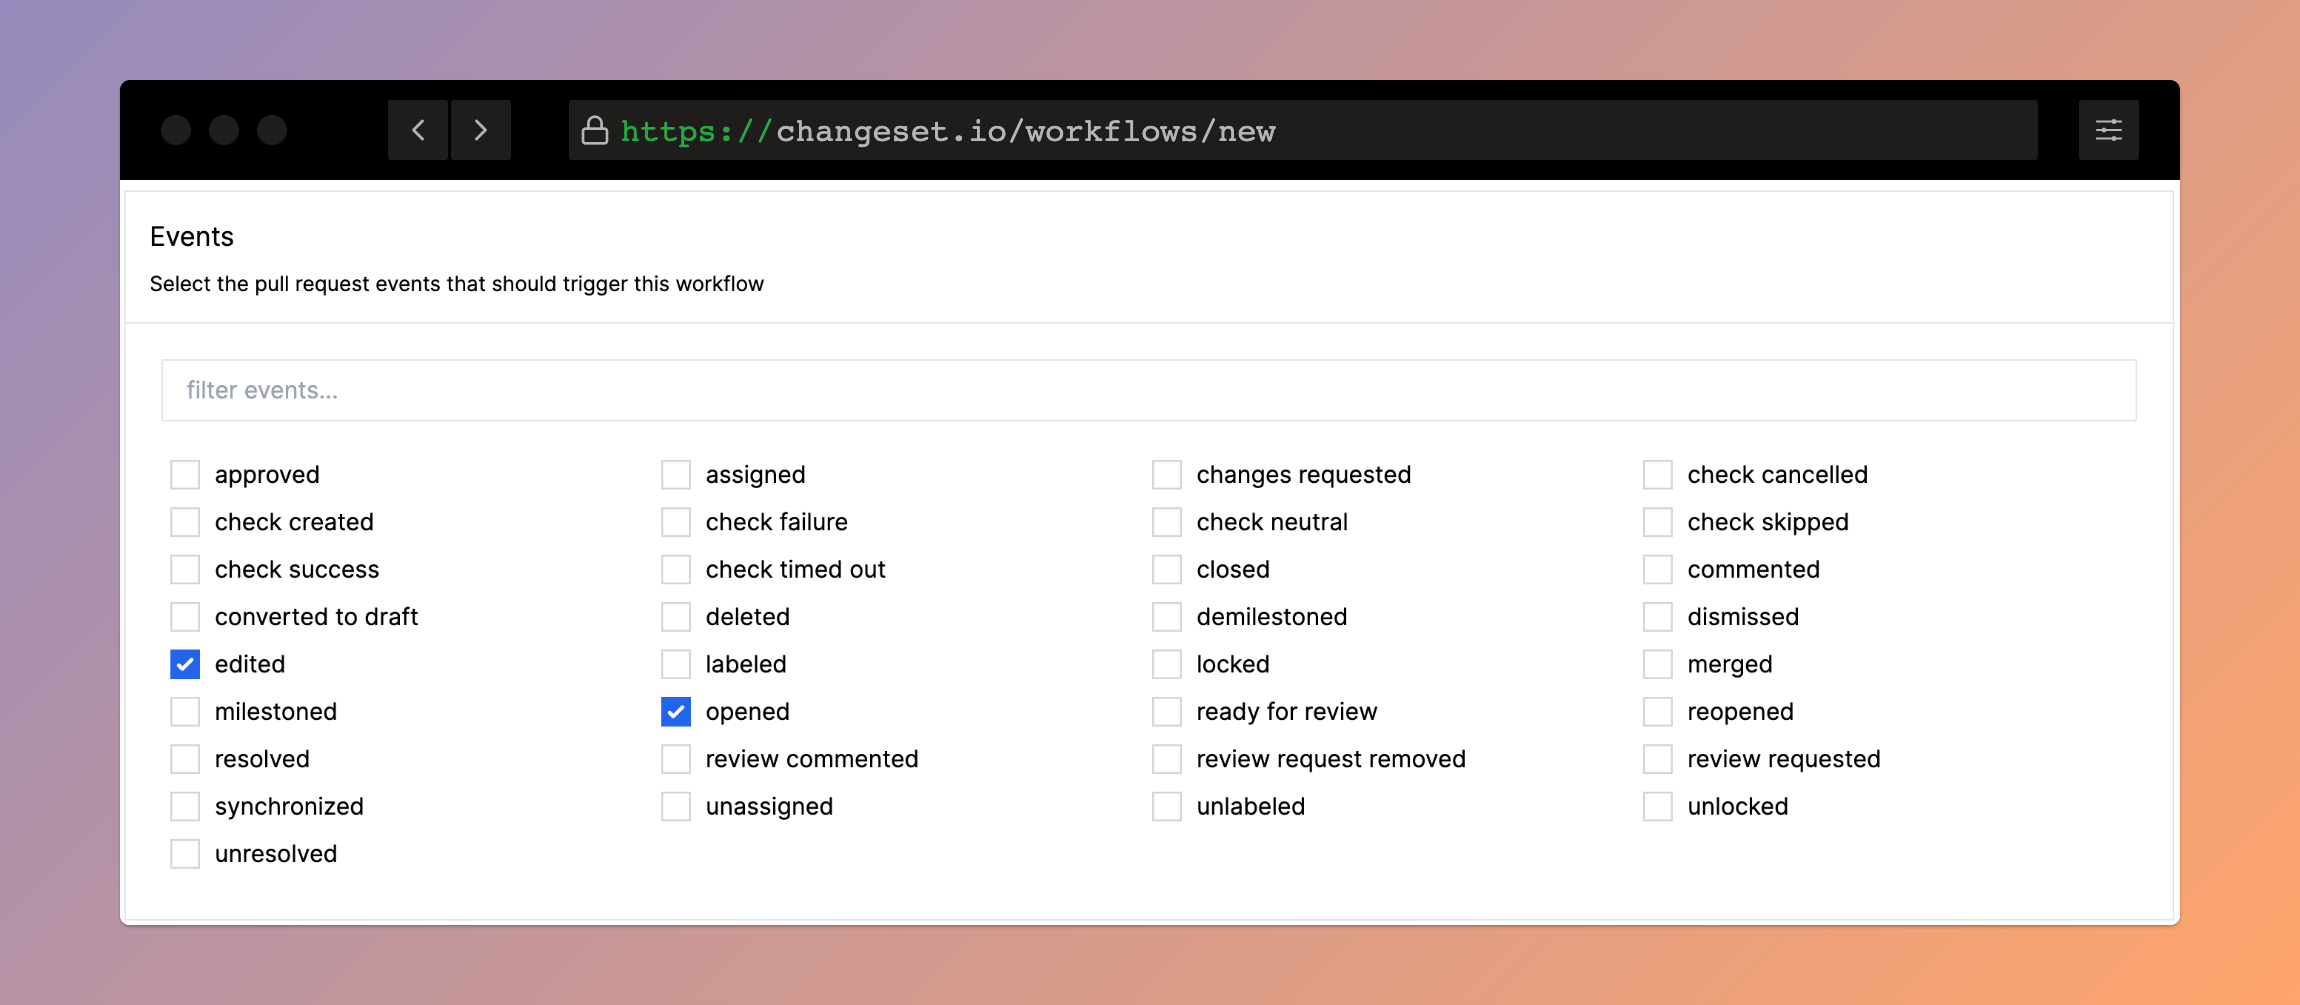 https://changeset.io/workflows/new
Events
Select the pull request events that should trigger this workflow
filter events...
approved assigned changes requested check cancelled
check created check failure check neutral check skipped
check success check timed out closed commented
converted to draft deleted demilestoned dismissed
edited labeled locked merged
milestoned opened ready for review reopened
resolved review commented review request removed review requested
synchronized unassigned unlabeled unlocked
unresolved